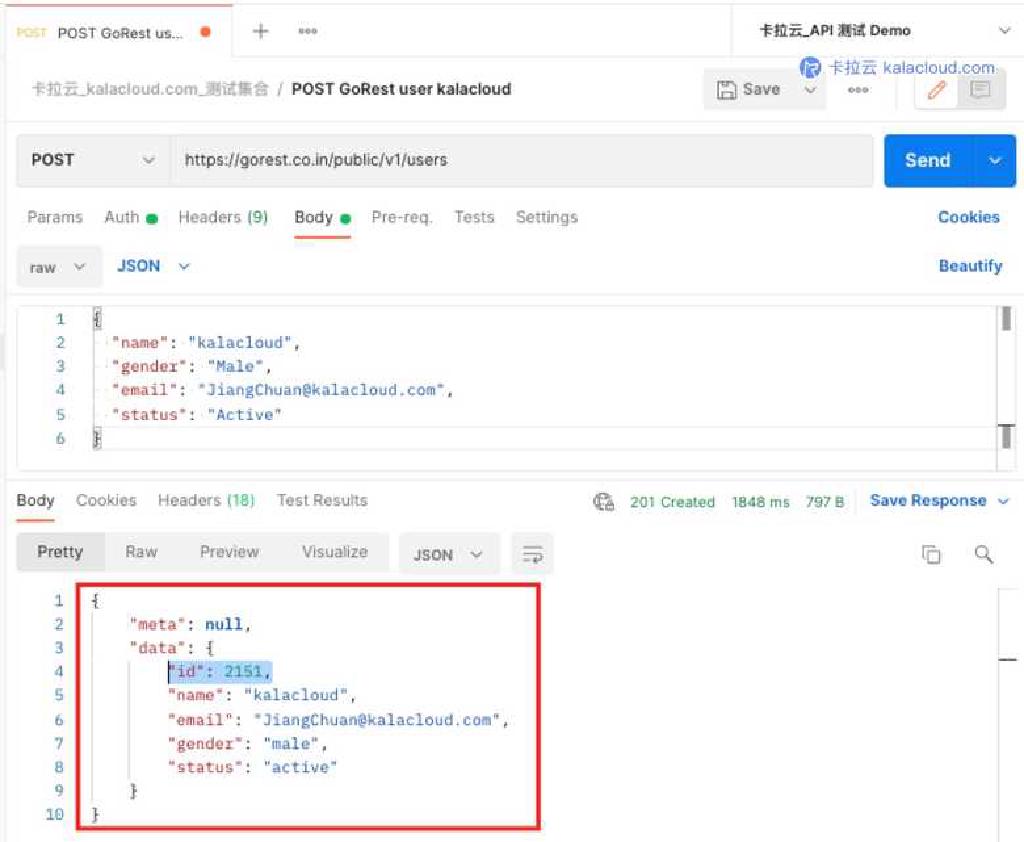 POST POST GoRest us... 卡拉云_API 测试 Demo
卡拉云 kalacloud.com
卡拉云_kalacloud.com_测试集合 / POST GoRest user kalacloud Save
POST https://gorest.co.in/public/v1/users Send
Params Auth Headers (9) Body Pre-req. Tests Settings Cookies
raw JSON Beautify
1 {
2 "name": "kalacloud",
3 "gender": "Male",
4 "email": "JiangChuan@kalacloud.com",
5 "status": "Active"
6 }
Body Cookies Headers (18) Test Results 201 Created 1848 ms 797 B Save Response
Pretty Raw Preview Visualize JSON
1 {
2 "meta": null,
3 "data": {
4 "id": 2151,
5 "name": "kalacloud",
6 "email": "JiangChuan@kalacloud.com",
7 "gender": "male",
8 "status": "active"
9 }
10 }